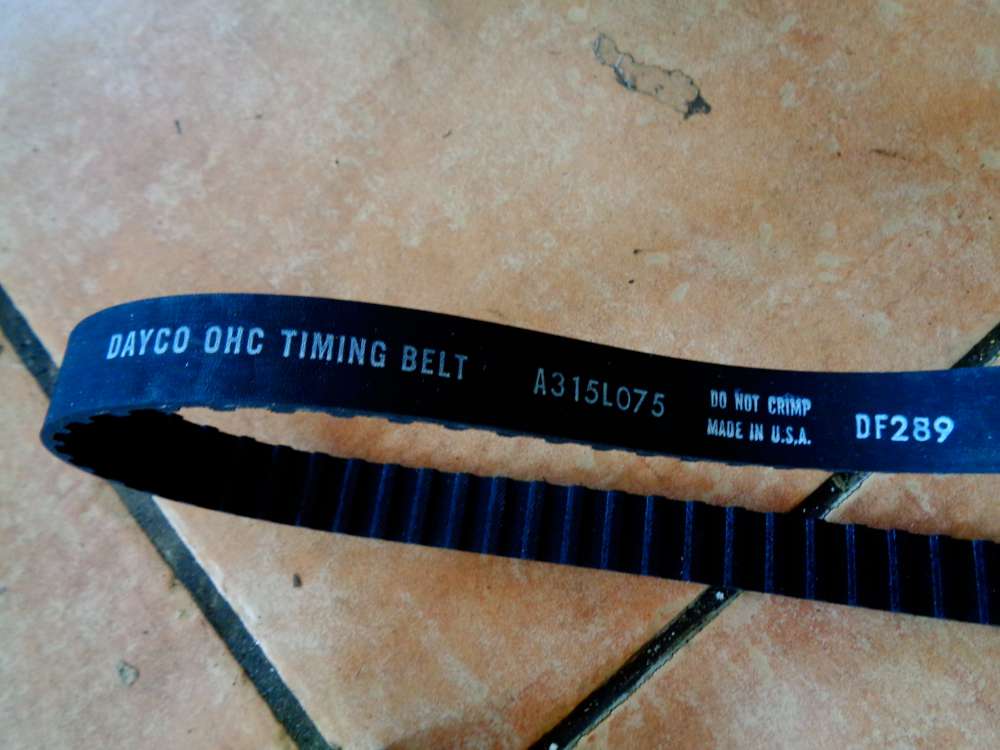 DAYCO OHC TIMING BELT A315L075
DO NOT CRIMP
MADE IN U.S.A.
DF289